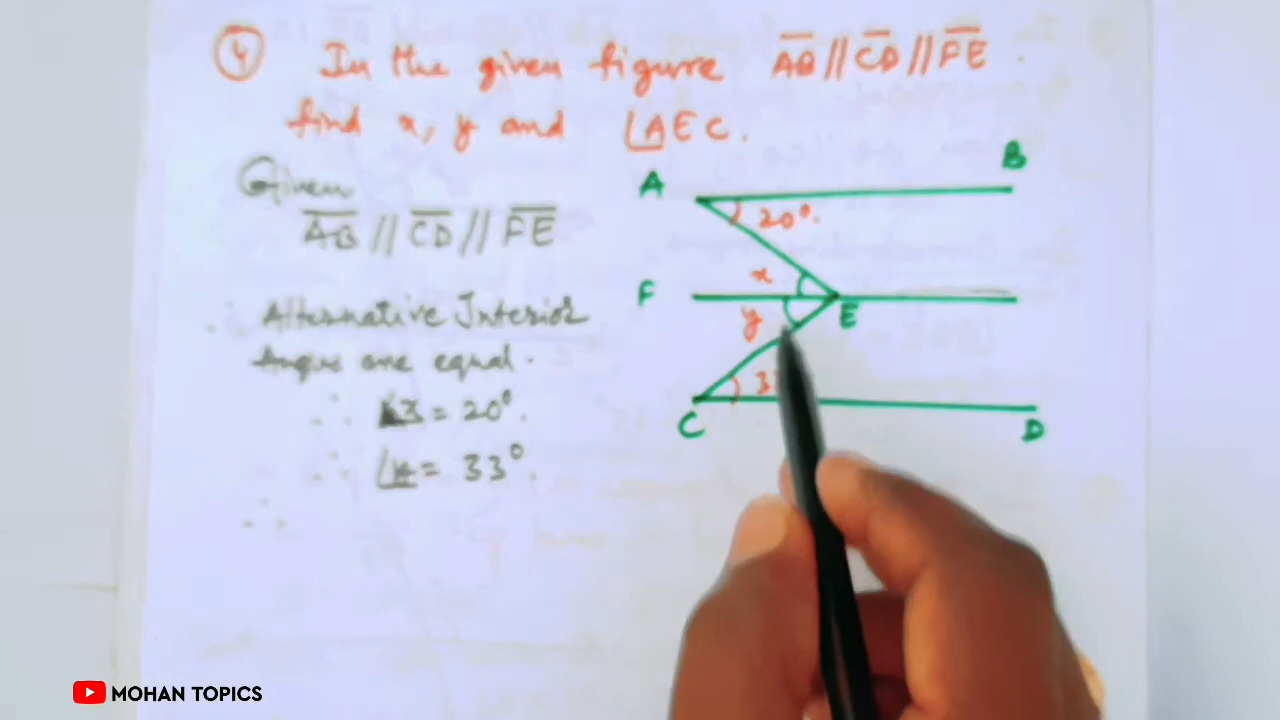 4 In the given figure AB // CD // FE .
find x, y and ∠AEC.
Given
AB // CD // FE
∴ Alternative Interior
are equal.
∴ ∠x = 20°.
∴ ∠y = 33°.
∴
A
B
20°.
x
F
E
y
C
D
MOHAN TOPICS